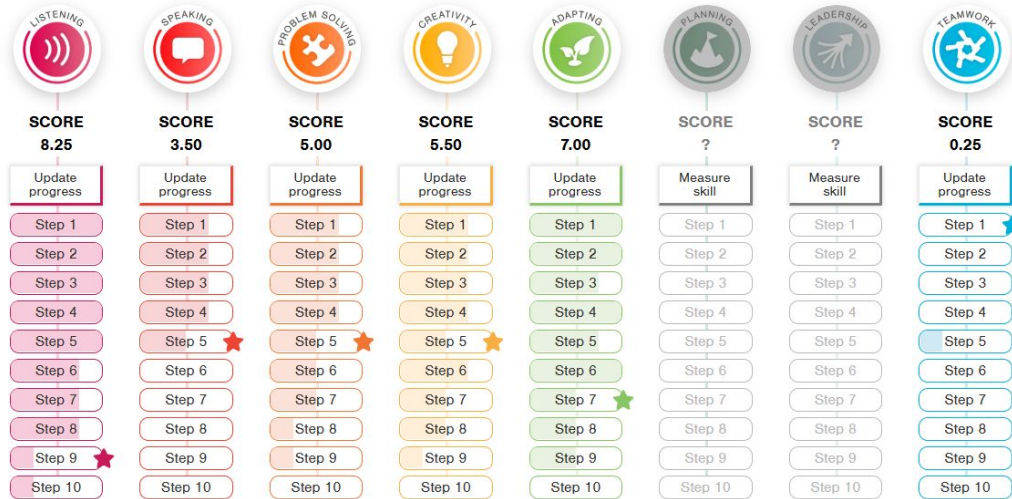 LISTENING SPEAKING PROBLEM SOLVING CREATIVITY ADAPTING PLANNING LEADERSHIP TEAMWORK
SCORE SCORE SCORE SCORE SCORE SCORE SCORE SCORE
8.25 3.50 5.00 5.50 7.00 ? ? 0.25
Update Update Update Update Update Measure Measure Update
progress progress progress progress progress skill skill progress
Step 1 Step 1 Step 1 Step 1 Step 1 Step 1 Step 1 Step 1
Step 2 Step 2 Step 2 Step 2 Step 2 Step 2 Step 2 Step 2
Step 3 Step 3 Step 3 Step 3 Step 3 Step 3 Step 3 Step 3
Step 4 Step 4 Step 4 Step 4 Step 4 Step 4 Step 4 Step 4
Step 5 Step 5 Step 5 Step 5 Step 5 Step 5 Step 5 Step 5
Step 6 Step 6 Step 6 Step 6 Step 6 Step 6 Step 6 Step 6
Step 7 Step 7 Step 7 Step 7 Step 7 Step 7 Step 7 Step 7
Step 8 Step 8 Step 8 Step 8 Step 8 Step 8 Step 8 Step 8
Step 9 Step 9 Step 9 Step 9 Step 9 Step 9 Step 9 Step 9
Step 10 Step 10 Step 10 Step 10 Step 10 Step 10 Step 10 Step 10